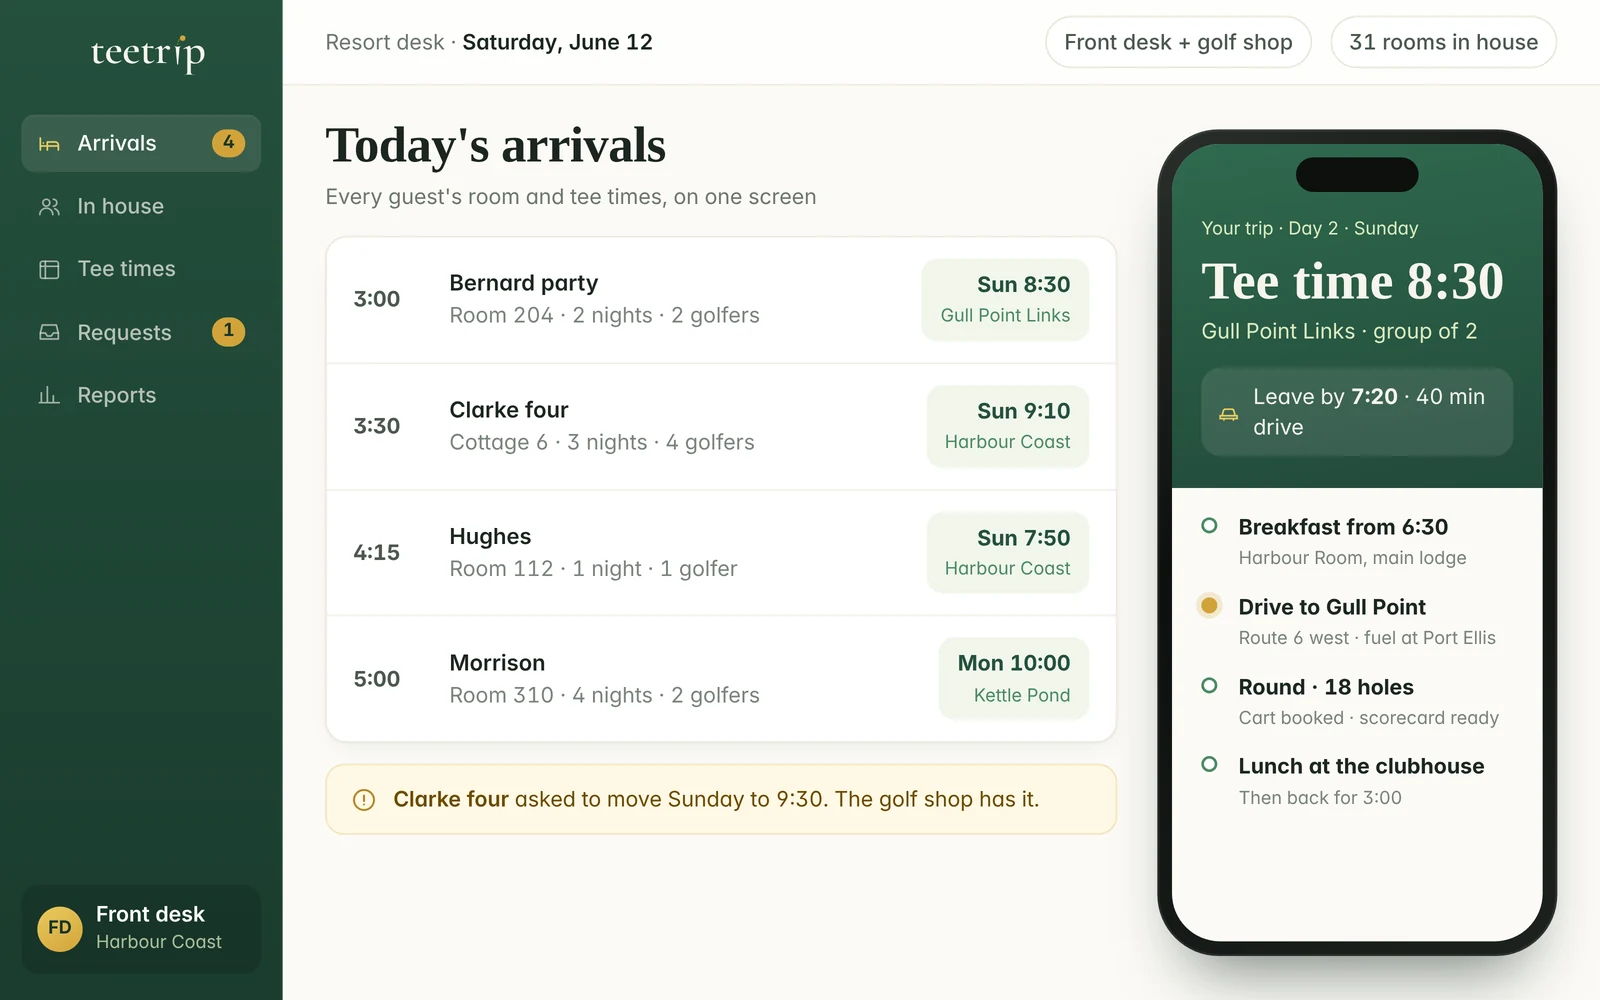 teetrip
Arrivals 4
In house
Tee times
Requests 1
Reports
FD
Front desk
Harbour Coast
Resort desk · Saturday, June 12
Front desk + golf shop
31 rooms in house
Today's arrivals
Every guest's room and tee times, on one screen
3:00
Bernard party
Room 204 · 2 nights · 2 golfers
Sun 8:30
Gull Point Links
3:30
Clarke four
Cottage 6 · 3 nights · 4 golfers
Sun 9:10
Harbour Coast
4:15
Hughes
Room 112 · 1 night · 1 golfer
Sun 7:50
Harbour Coast
5:00
Morrison
Room 310 · 4 nights · 2 golfers
Mon 10:00
Kettle Pond
Clarke four asked to move Sunday to 9:30. The golf shop has it.
Your trip · Day 2 · Sunday
Tee time 8:30
Gull Point Links · group of 2
Leave by 7:20 · 40 min
drive
Breakfast from 6:30
Harbour Room, main lodge
Drive to Gull Point
Route 6 west · fuel at Port Ellis
Round · 18 holes
Cart booked · scorecard ready
Lunch at the clubhouse
Then back for 3:00